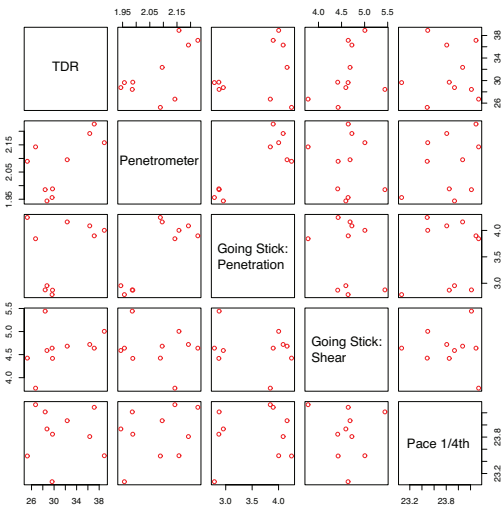 1.95 2.05 2.15
4.0 4.5 5.0 5.5
TDR
26 30 34 38
1.95 2.05 2.15
Penetrometer
Going Stick:
Penetration
3.0 3.5 4.0
4.0 4.5 5.0 5.5
Going Stick:
Shear
Pace 1/4th
23.2 23.8
26 30 34 38
3.0 3.5 4.0
23.2 23.8